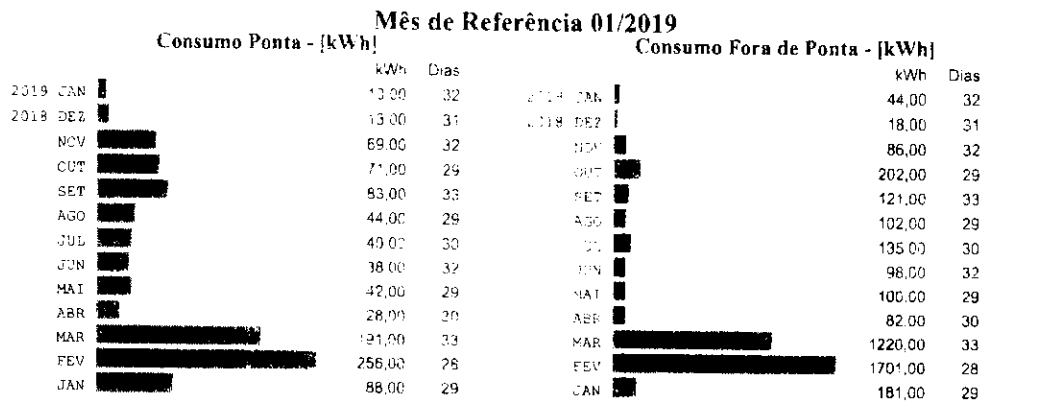 Mês de Referência 01/2019
Consumo Ponta - [kWh]
kWh Dias
2019 JAN 32
2018 DEZ 13.00 31
NOV 69.00 32
OUT 71,00 29
SET 83,00 33
AGO 44,00 29
JUL 30
JUN 38.00 32
MAI 42,00 29
ABR 28,00
MAR 191,00 33
FEV 256,00 28
JAN 88,00 29
Consumo Fora de Ponta - [kWh]
kWh Dias
JAN 44,00 32
2018 DEZ 18.00 31
NOV 86,00 32
OUT 202,00 29
SET 121,00 33
AGO 102,00 29
135.00 30
JUN 98,00 32
MAI 100.00 29
ABR 82.00 30
MAR 1220,00 33
FEV 1701,00 28
JAN 181,00 29